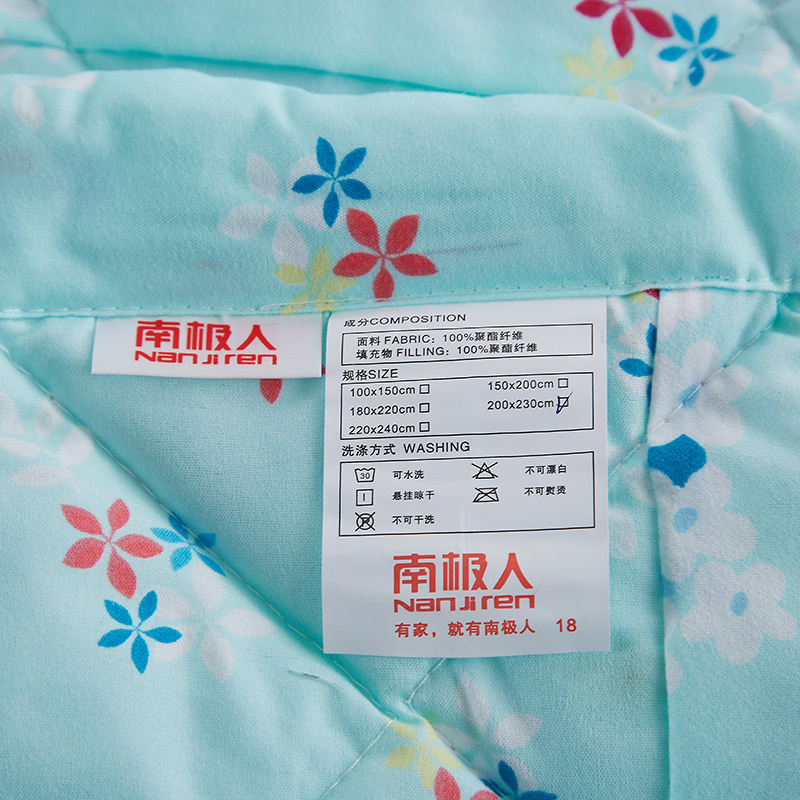 南极人
Nanjiren
成分COMPOSITION
面料 FABRIC: 100%聚酯纤维
填充物 FILLING: 100%聚酯纤维
规格SIZE
100x150cm 150x200cm
180x220cm 200x230cm
220x240cm
洗涤方式 WASHING
30 可水洗 不可漂白
悬挂晾干 不可熨烫
不可干洗
南极人
Nanjiren
有家，就有南极人 18